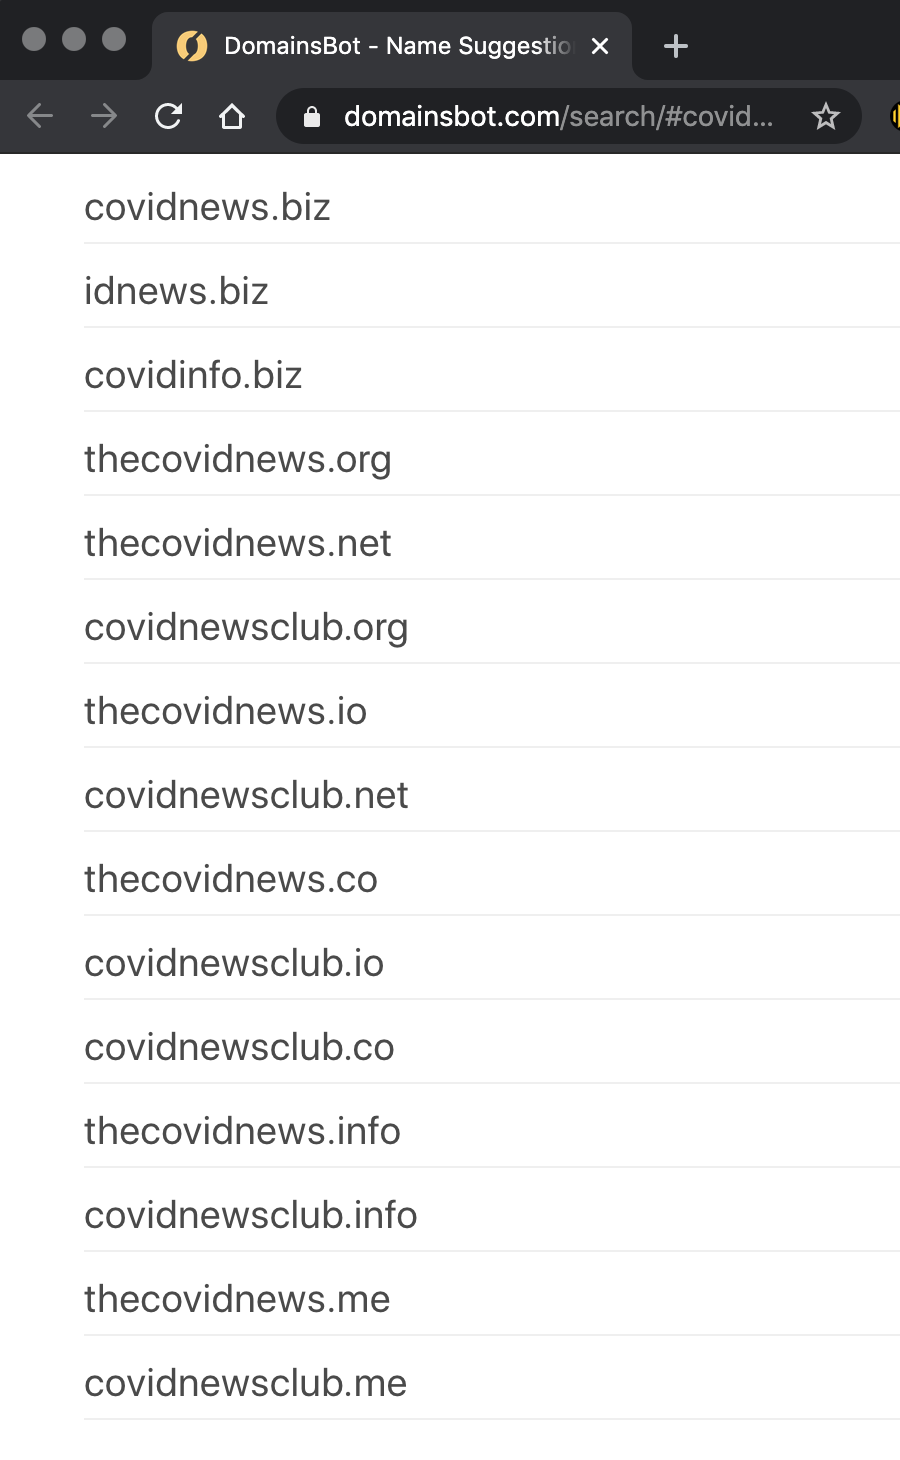 DomainsBot - Name Suggestio
domainsbot.com/search/#covid...
covidnews.biz
idnews.biz
covidinfo.biz
thecovidnews.org
thecovidnews.net
covidnewsclub.org
thecovidnews.io
covidnewsclub.net
thecovidnews.co
covidnewsclub.io
covidnewsclub.co
thecovidnews.info
covidnewsclub.info
thecovidnews.me
covidnewsclub.me